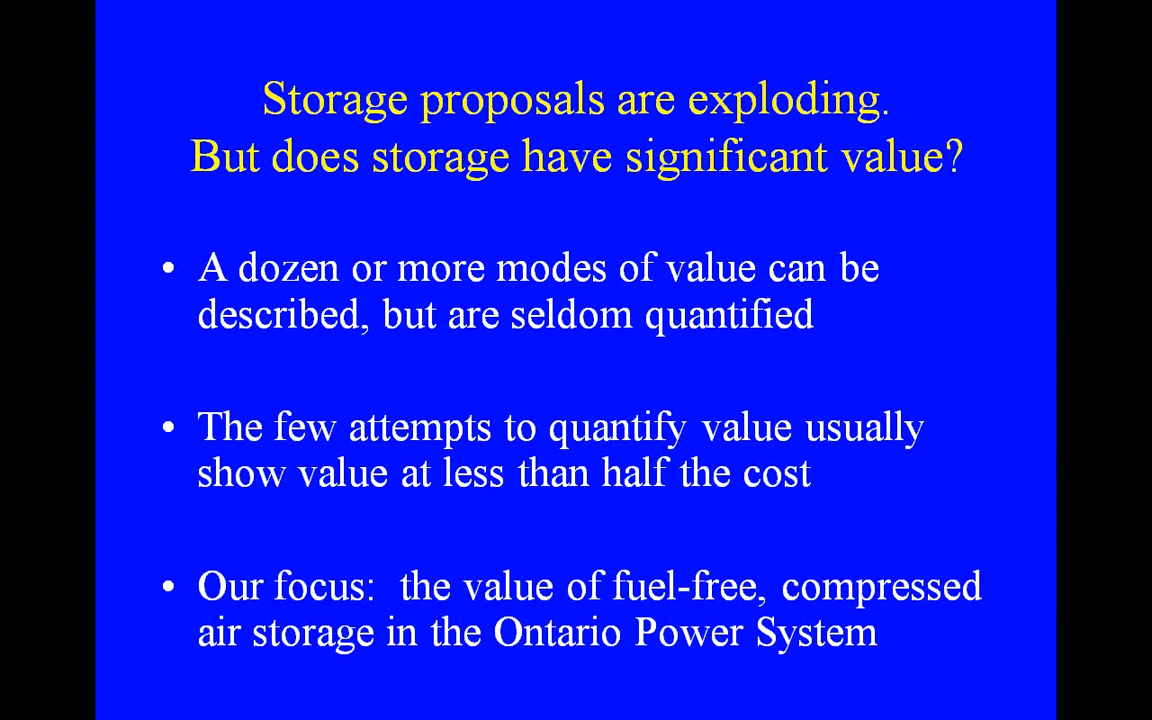 Storage proposals are exploding.
But does storage have significant value?
• A dozen or more modes of value can be
described, but are seldom quantified
• The few attempts to quantify value usually
show value at less than half the cost
• Our focus:  the value of fuel-free, compressed
air storage in the Ontario Power System